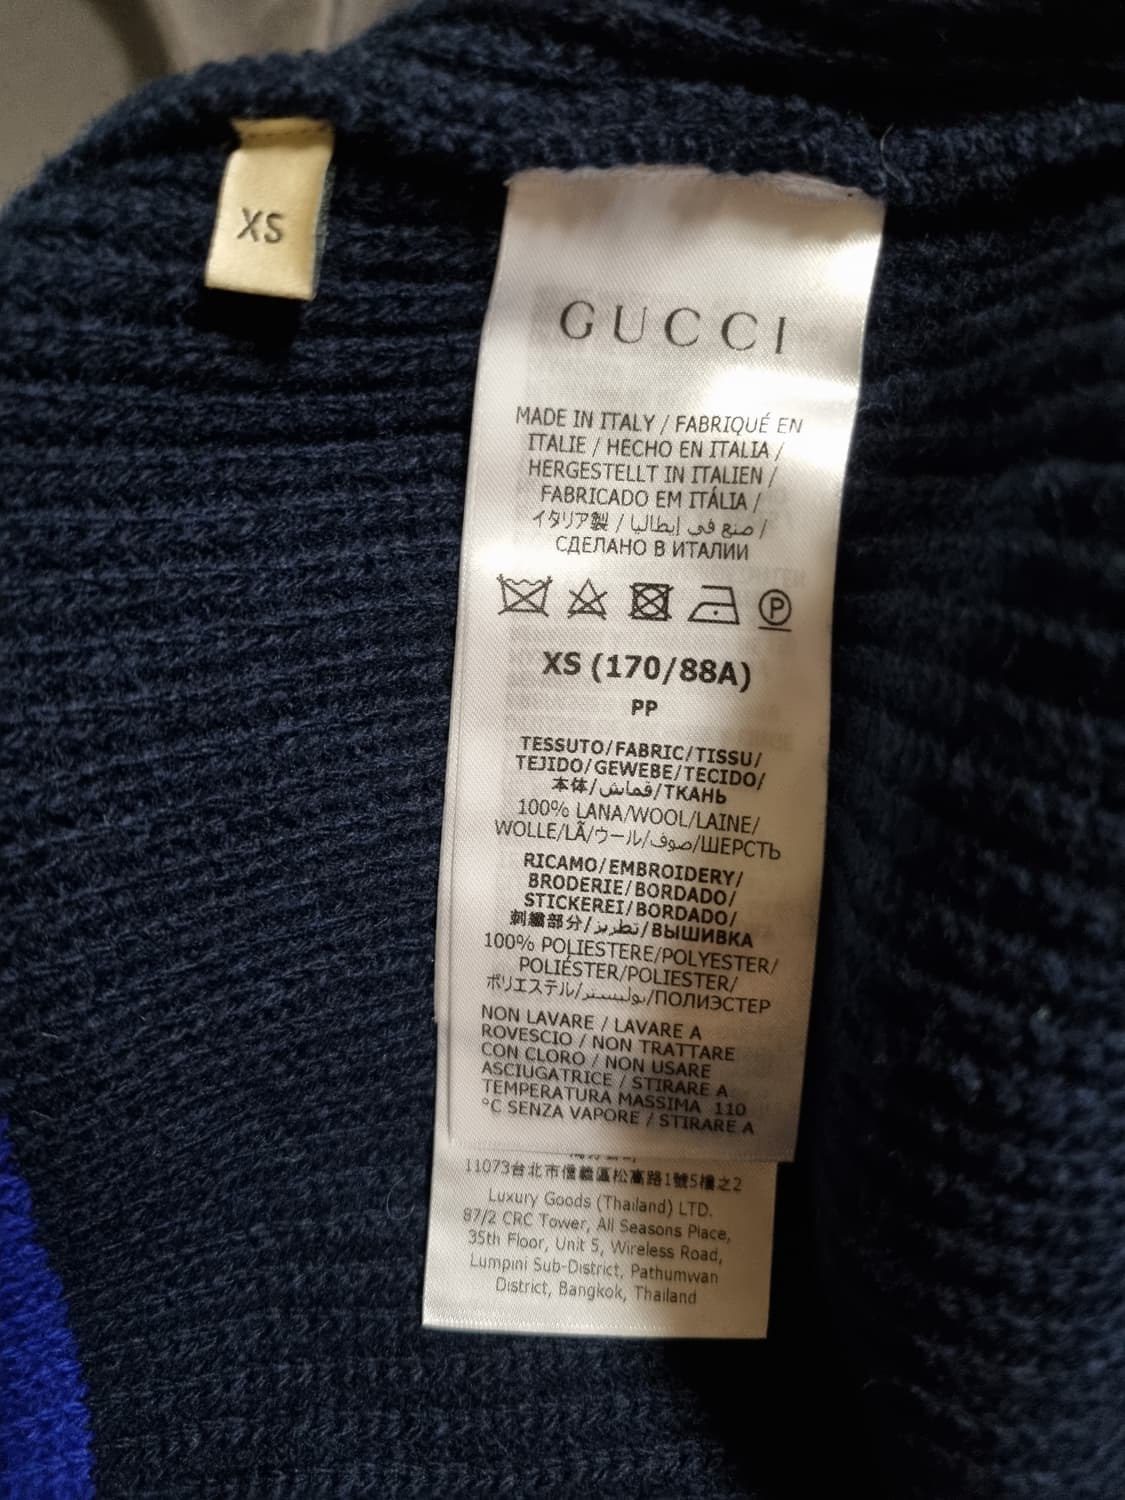 XS
GUCCI
MADE IN ITALY / FABRIQUÉ EN
ITALIE / HECHO EN ITALIA /
HERGESTELLT IN ITALIEN /
FABRICADO EM ITÁLIA /
イタリア製 / صنع في إيطاليا /
СДЕЛАНО В ИТАЛИИ
P
XS (170/88A)
PP
TESSUTO/FABRIC/TISSU/
TEJIDO/GEWEBE/TECIDO/
本体/قماش/ТКАНЬ
100% LANA/WOOL/LAINE/
WOLLE/LÃ/ウール/صوف/ШЕРСТЬ
RICAMO/EMBROIDERY/
BRODERIE/BORDADO/
STICKEREI/BORDADO/
刺繍部分/تطريز/ВЫШИВКА
100% POLIESTERE/POLYESTER/
POLIÉSTER/POLIESTER/
ポリエステル/بوليستر/ПОЛИЭСТЕР
NON LAVARE / LAVARE A
ROVESCIO / NON TRATTARE
CON CLORO / NON USARE
ASCIUGATRICE / STIRARE A
TEMPERATURA MASSIMA 110
°C SENZA VAPORE / STIRARE A
11073台北市信義區松高路1號5樓之2
Luxury Goods (Thailand) LTD.
87/2 CRC Tower, All Seasons Place,
35th Floor, Unit 5, Wireless Road,
Lumpini Sub-District, Pathumwan
District, Bangkok, Thailand